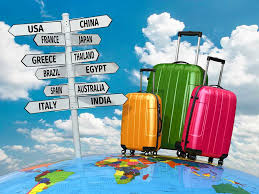 USA
CHINA
FRANCE
JAPAN
GREECE
THAILAND
BRAZIL
EGYPT
SPAIN
AUSTRALIA
ITALY
INDIA